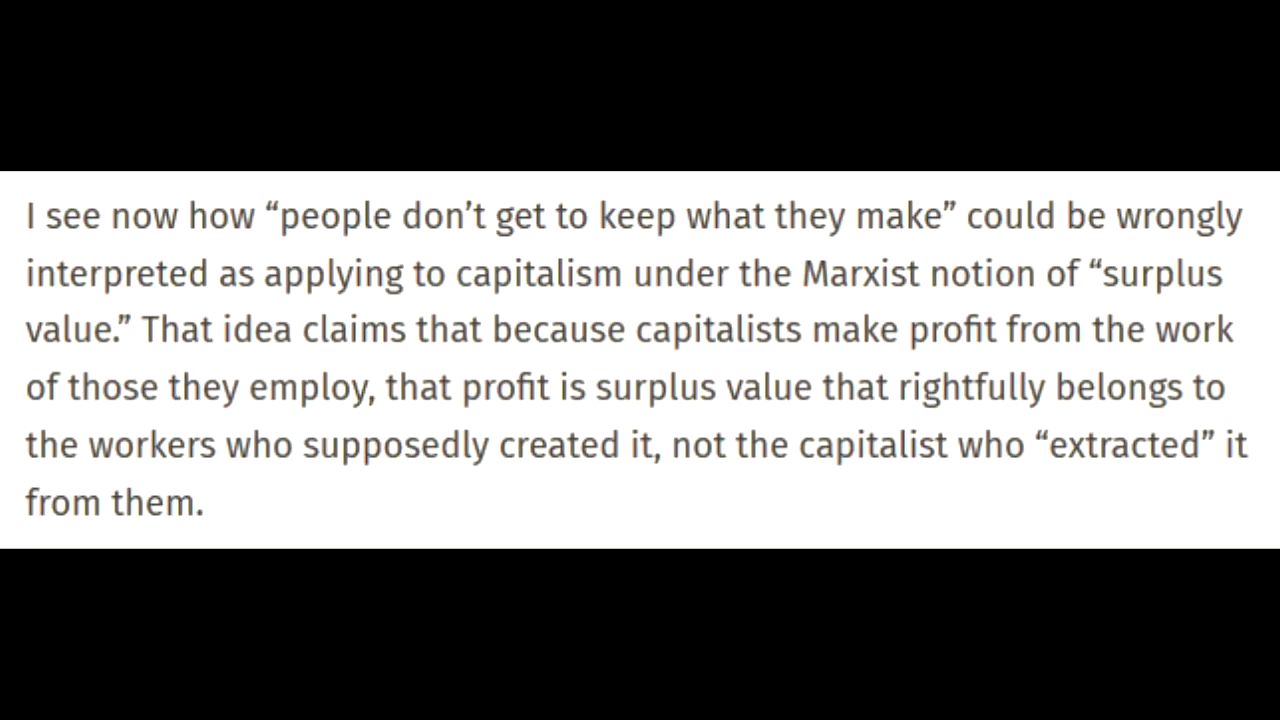 I see now how “people don’t get to keep what they make” could be wrongly
interpreted as applying to capitalism under the Marxist notion of “surplus
value.” That idea claims that because capitalists make profit from the work
of those they employ, that profit is surplus value that rightfully belongs to
the workers who supposedly created it, not the capitalist who “extracted” it
from them.